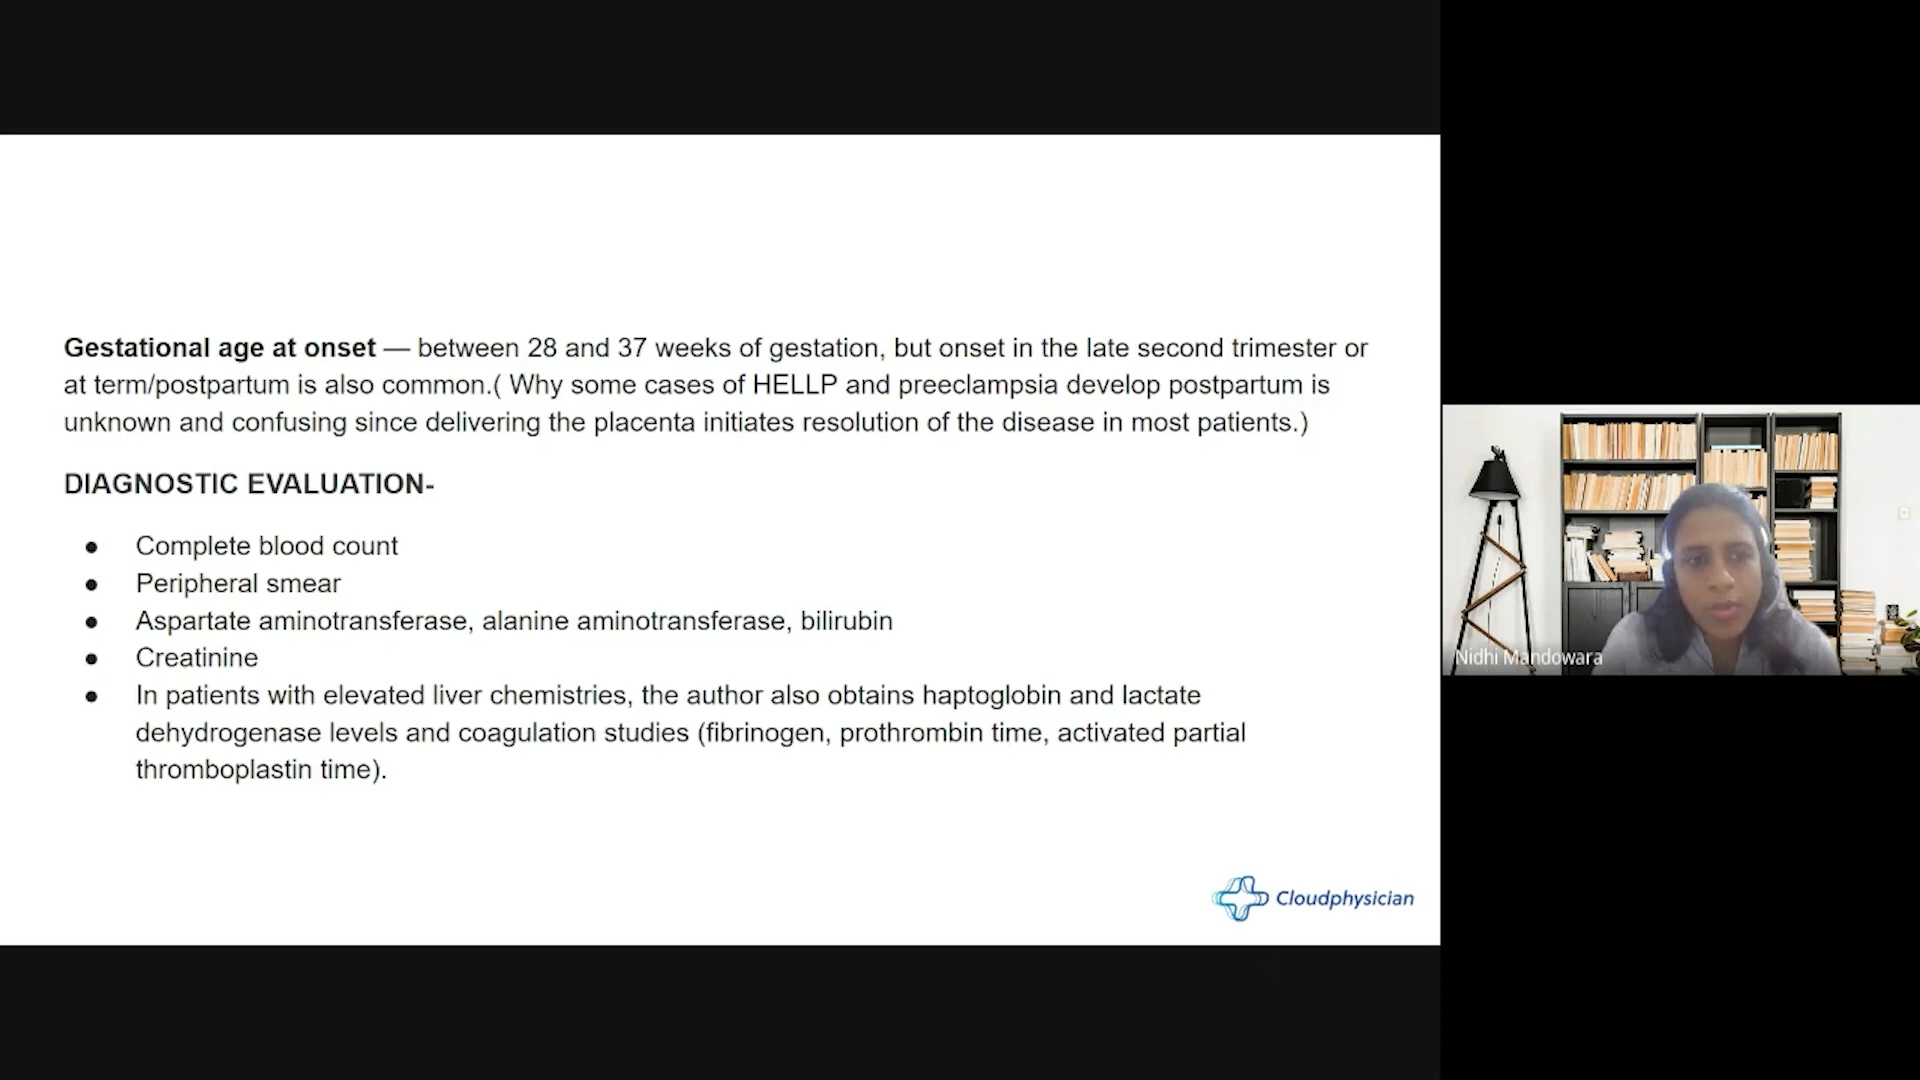 Gestational age at onset — between 28 and 37 weeks of gestation, but onset in the late second trimester or
at term/postpartum is also common.( Why some cases of HELLP and preeclampsia develop postpartum is
unknown and confusing since delivering the placenta initiates resolution of the disease in most patients.)
DIAGNOSTIC EVALUATION-
● Complete blood count
● Peripheral smear
● Aspartate aminotransferase, alanine aminotransferase, bilirubin
● Creatinine
● In patients with elevated liver chemistries, the author also obtains haptoglobin and lactate
dehydrogenase levels and coagulation studies (fibrinogen, prothrombin time, activated partial
thromboplastin time).
Cloudphysician
Nidhi Mandowara